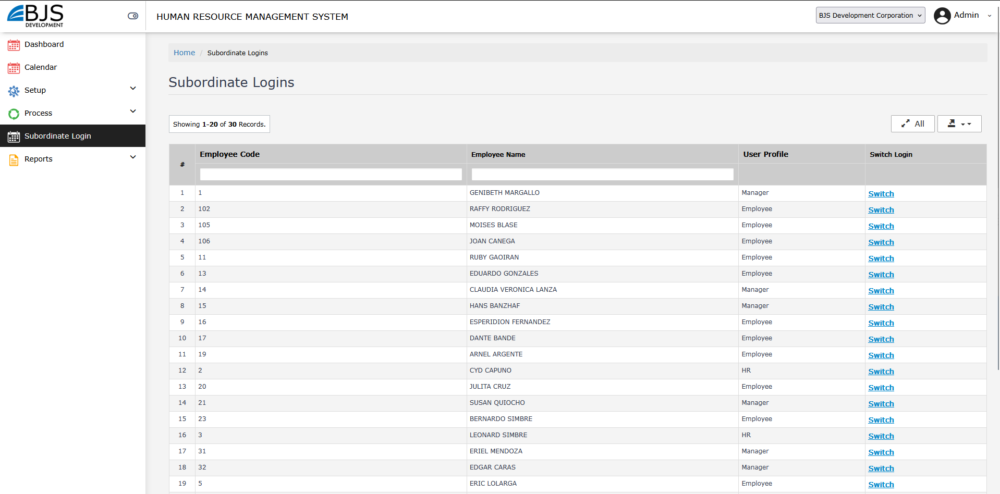 BJS
DEVELOPMENT
HUMAN RESOURCE MANAGEMENT SYSTEM
BJS Development Corporation
Admin
Dashboard
Calendar
Setup
Process
Subordinate Login
Reports
Home / Subordinate Logins
Subordinate Logins
Showing 1-20 of 30 Records.
All
# Employee Code Employee Name User Profile Switch Login
1 1 GENIBETH MARGALLO Manager Switch
2 102 RAFFY RODRIGUEZ Employee Switch
3 105 MOISES BLASE Employee Switch
4 106 JOAN CANEGA Employee Switch
5 11 RUBY GAOIRAN Employee Switch
6 13 EDUARDO GONZALES Employee Switch
7 14 CLAUDIA VERONICA LANZA Manager Switch
8 15 HANS BANZHAF Manager Switch
9 16 ESPERIDION FERNANDEZ Employee Switch
10 17 DANTE BANDE Employee Switch
11 19 ARNEL ARGENTE Employee Switch
12 2 CYD CAPUNO HR Switch
13 20 JULITA CRUZ Employee Switch
14 21 SUSAN QUIOCHO Manager Switch
15 23 BERNARDO SIMBRE Employee Switch
16 3 LEONARD SIMBRE HR Switch
17 31 ERIEL MENDOZA Manager Switch
18 32 EDGAR CARAS Manager Switch
19 5 ERIC LOLARGA Employee Switch